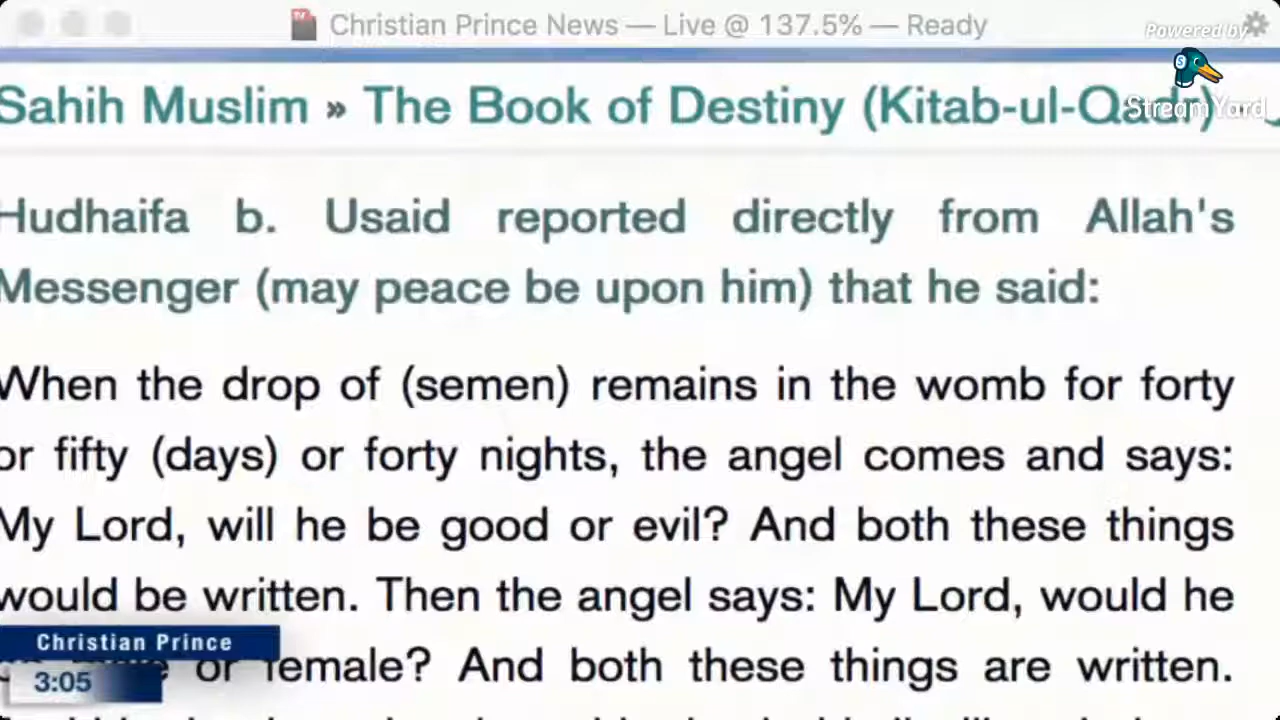 Christian Prince News — Live @ 137.5% — Ready
Powered by
StreamYard
Sahih Muslim » The Book of Destiny (Kitab-ul-Qadr)
Hudhaifa b. Usaid reported directly from Allah's
Messenger (may peace be upon him) that he said:
When the drop of (semen) remains in the womb for forty
or fifty (days) or forty nights, the angel comes and says:
My Lord, will he be good or evil? And both these things
would be written. Then the angel says: My Lord, would he
or female? And both these things are written.
Christian Prince
3:05